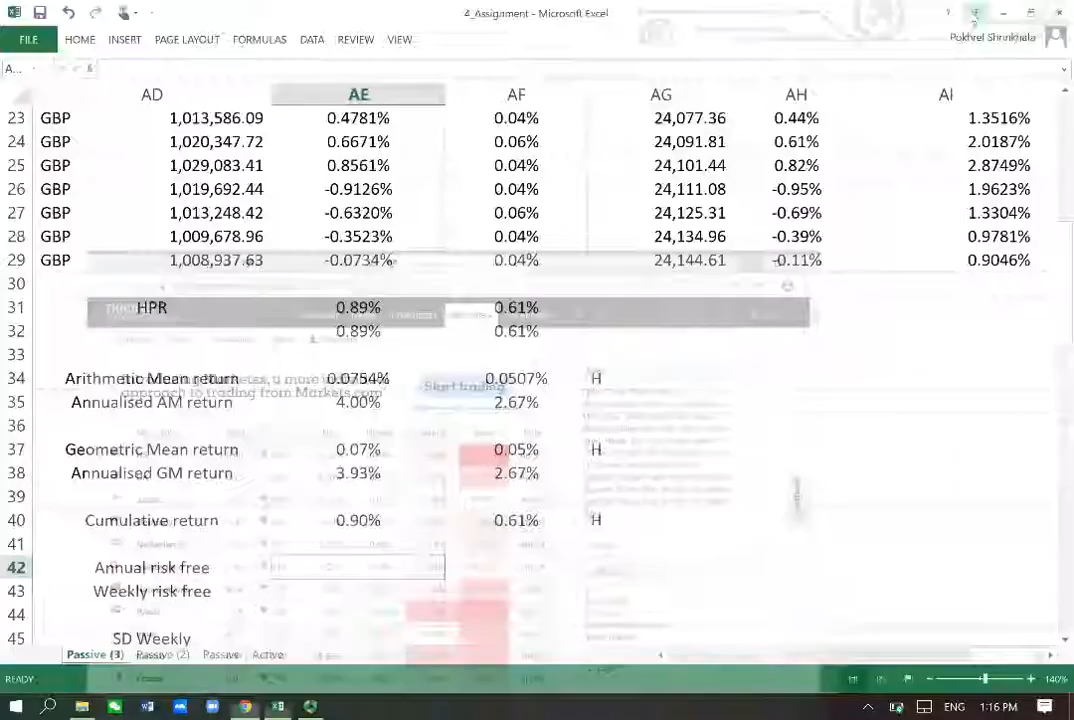 4_Assignment - Microsoft Excel
?
FILE HOME INSERT PAGE LAYOUT FORMULAS DATA REVIEW VIEW
Pokhrel Shrinkhala
A...
AD AE AF AG AH AI
23 GBP 1,013,586.09 0.4781% 0.04% 24,077.36 0.44% 1.3516%
24 GBP 1,020,347.72 0.6671% 0.06% 24,091.81 0.61% 2.0187%
25 GBP 1,029,083.41 0.8561% 0.04% 24,101.44 0.82% 2.8749%
26 GBP 1,019,692.44 -0.9126% 0.04% 24,111.08 -0.95% 1.9623%
27 GBP 1,013,248.42 -0.6320% 0.06% 24,125.31 -0.69% 1.3304%
28 GBP 1,009,678.96 -0.3523% 0.04% 24,134.96 -0.39% 0.9781%
29 GBP 1,008,937.63 -0.0734% 0.04% 24,144.61 -0.11% 0.9046%
30
31 HPR 0.89% 0.61%
32 0.89% 0.61%
33
34 Arithmetic Mean return 0.0754% 0.0507% H
Start trading
approach to trading from Markets.com
35 Annualised AM return 4.00% 2.67%
36
37 Geometric Mean return 0.07% 0.05% H
38 Annualised GM return 3.93% 2.67%
39
40 Cumulative return 0.90% 0.61% H
41
42 Annual risk free
43 Weekly risk free
44
45 SD Weekly
Passive (3) Passive (2) Passive Active
READY 140%
ENG 1:16 PM